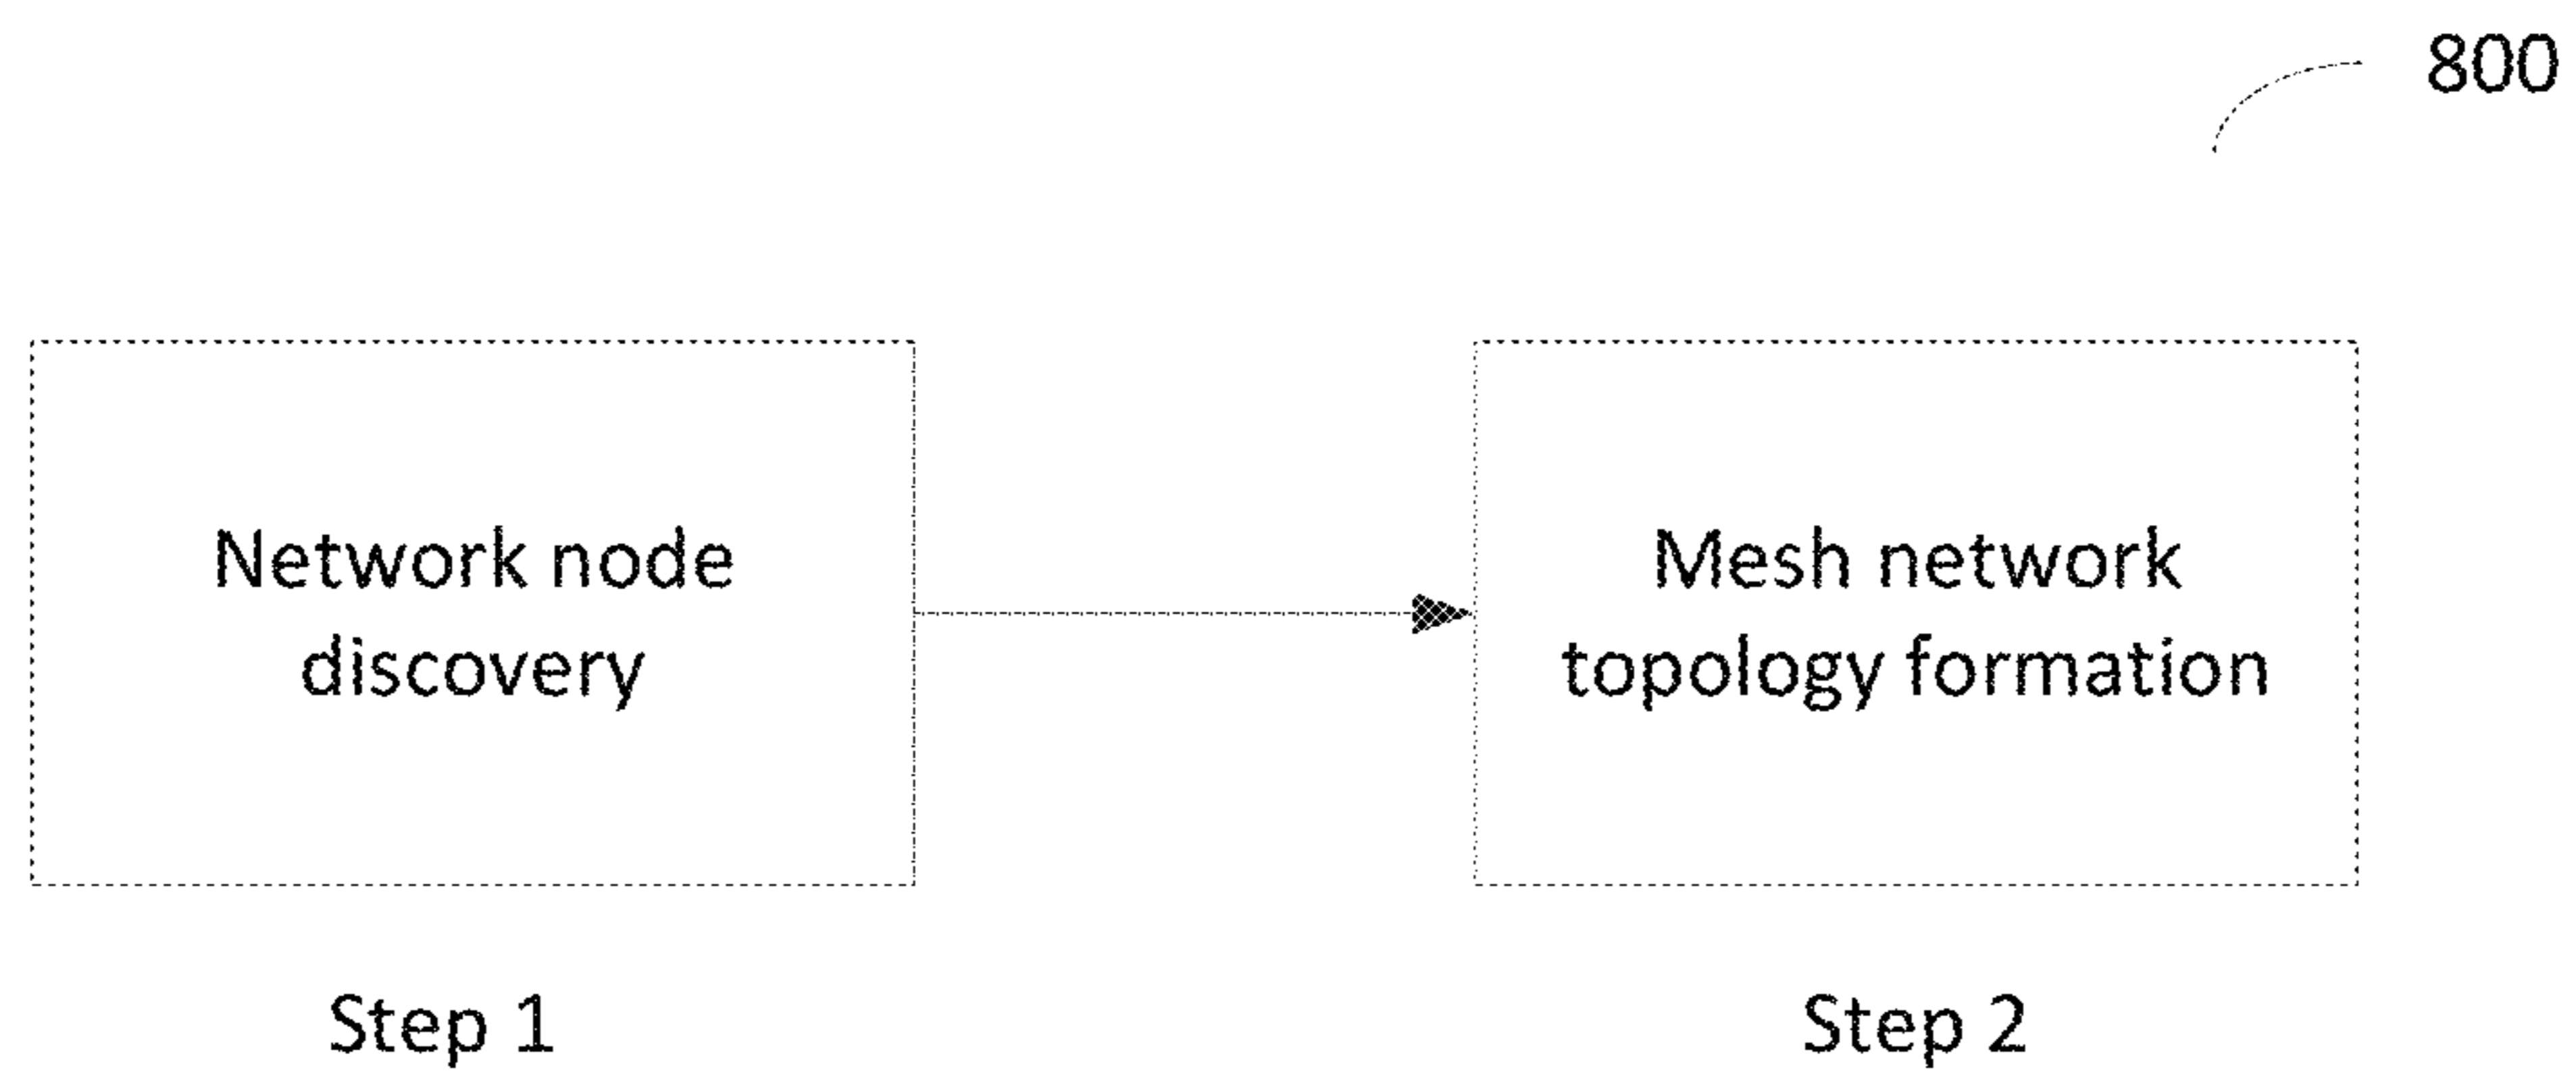 800
Network node
discovery
Mesh network
topology formation
Step 1
Step 2